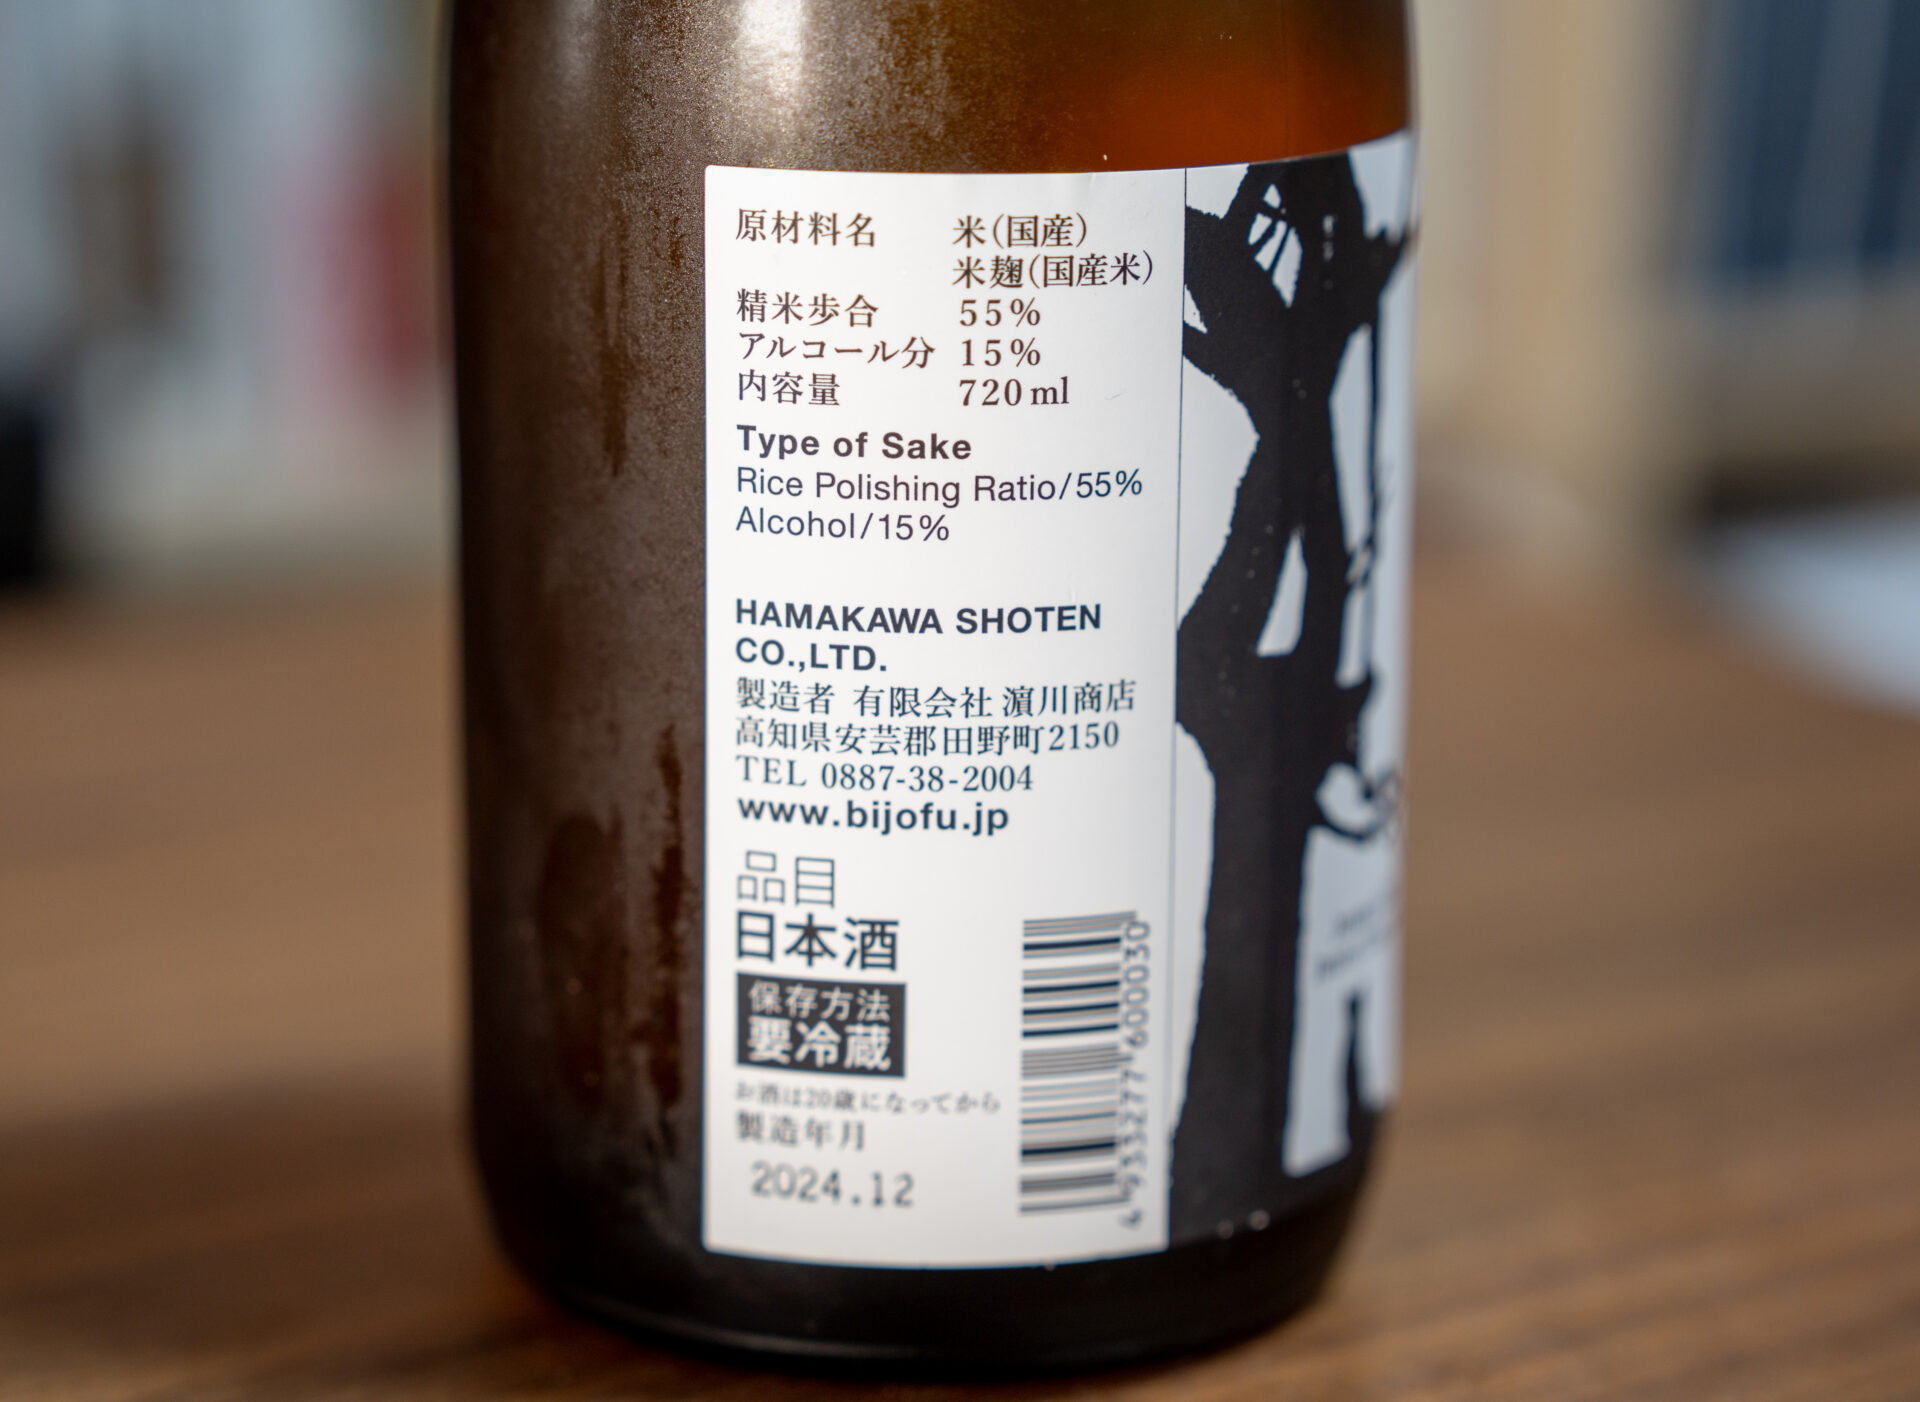 原材料名 米(国産)
米麹(国産米)
精米歩合 55%
アルコール分 15%
内容量 720ml
Type of Sake
Rice Polishing Ratio/55%
Alcohol/15%
HAMAKAWA SHOTEN
CO.,LTD.
製造者 有限会社 濵川商店
高知県安芸郡田野町2150
TEL 0887-38-2004
www.bijofu.jp
品目
日本酒
保存方法
要冷蔵
お酒は20歳になってから
製造年月
2024.12
4933277600030